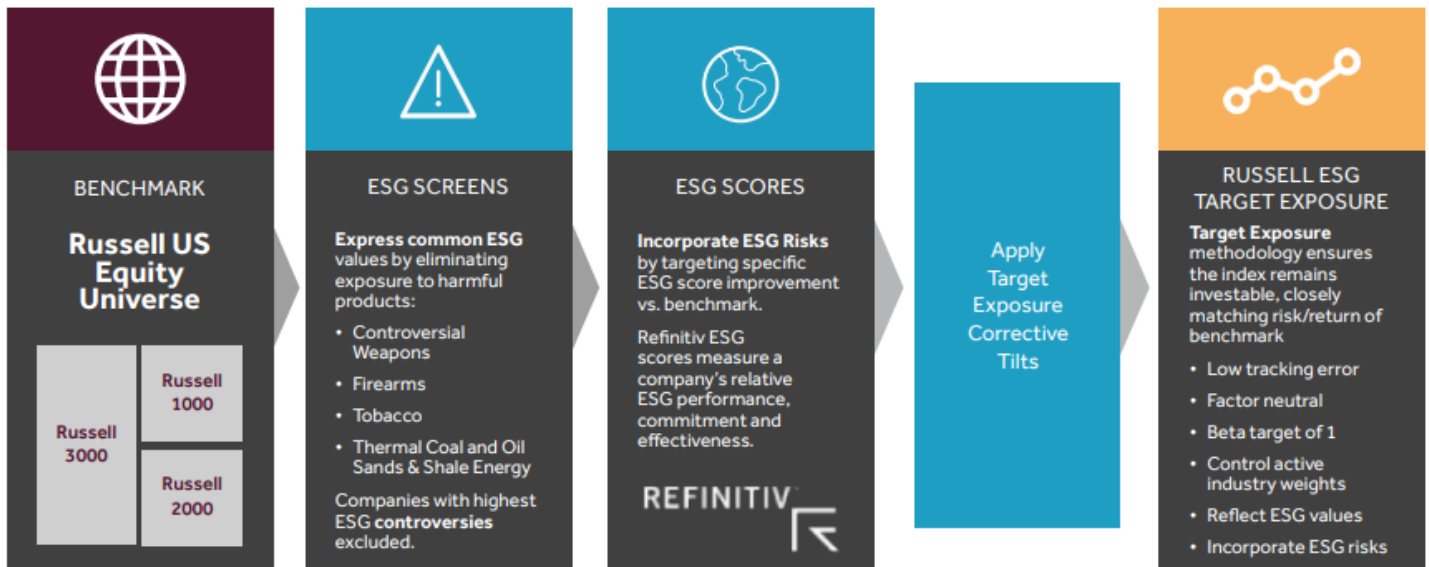 BENCHMARK
Russell US
Equity
Universe
Russell
3000
Russell
1000
Russell
2000
ESG SCREENS
Express common ESG
values by eliminating
exposure to harmful
products:
• Controversial
Weapons
• Firearms
• Tobacco
• Thermal Coal and Oil
Sands & Shale Energy
Companies with highest
ESG controversies
excluded.
ESG SCORES
Incorporate ESG Risks
by targeting specific
ESG score improvement
vs. benchmark.
Refinitiv ESG
scores measure a
company's relative
ESG performance,
commitment and
effectiveness.
REFINITIV
Apply
Target
Exposure
Corrective
Tilts
RUSSELL ESG
TARGET EXPOSURE
Target Exposure
methodology ensures
the index remains
investable, closely
matching risk/return of
benchmark
• Low tracking error
• Factor neutral
• Beta target of 1
• Control active
industry weights
• Reflect ESG values
• Incorporate ESG risks